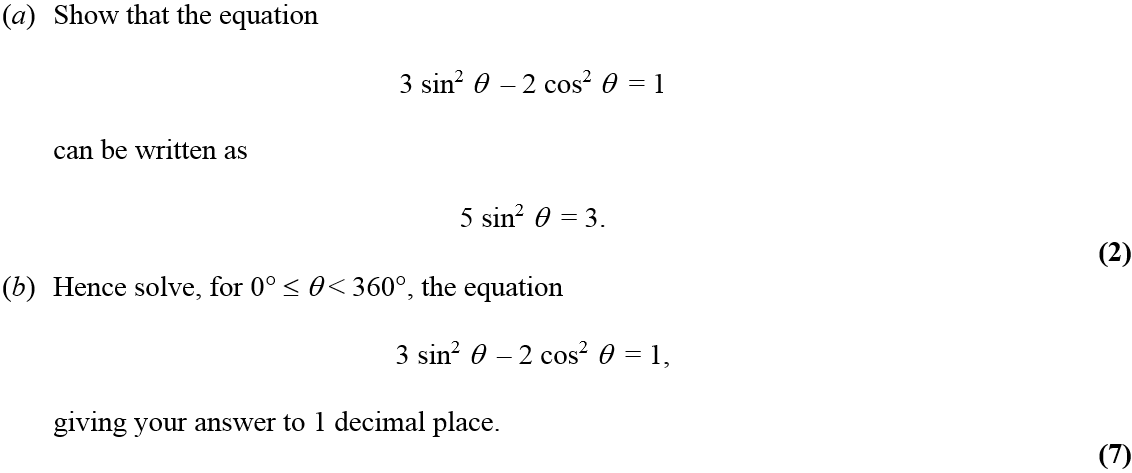 (a) Show that the equation
3 sin² θ – 2 cos² θ = 1
can be written as
5 sin² θ = 3.
(2)
(b) Hence solve, for 0° ≤ θ < 360°, the equation
3 sin² θ – 2 cos² θ = 1,
giving your answer to 1 decimal place.
(7)